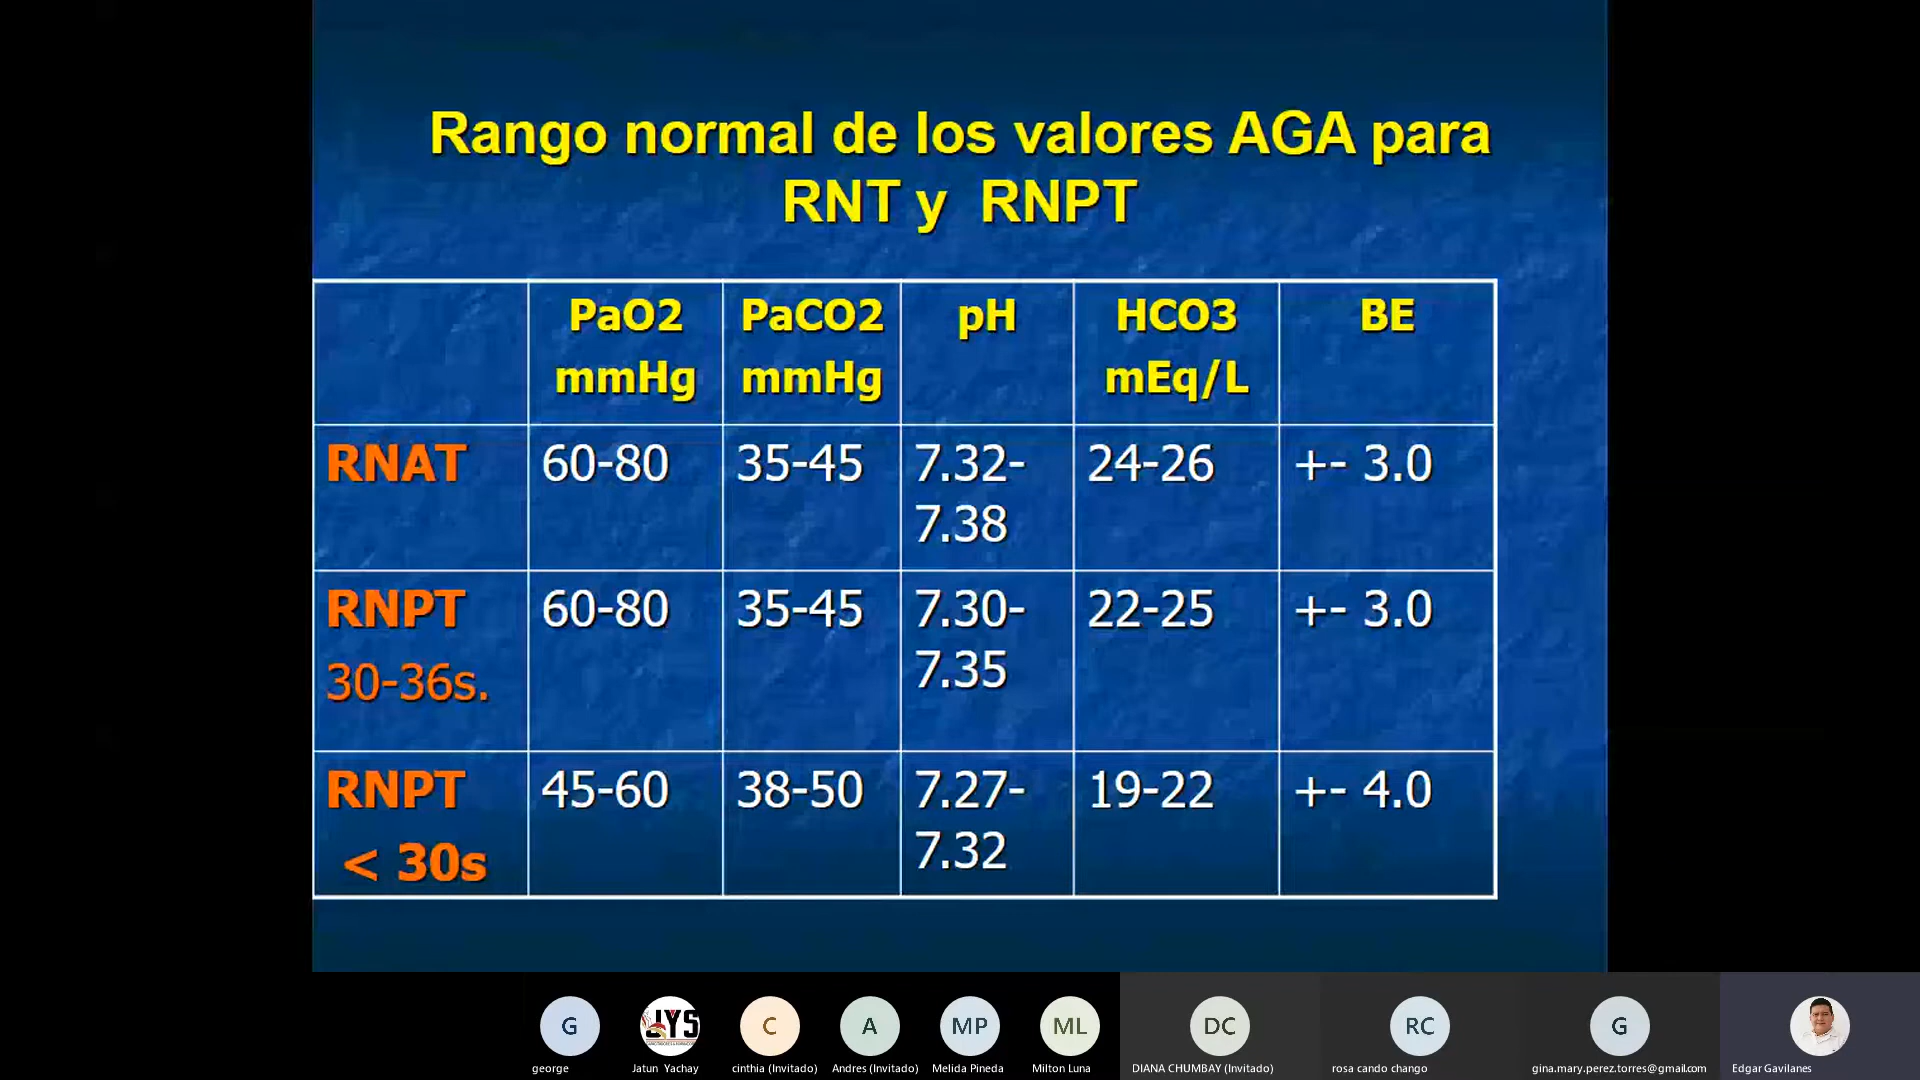 Rango normal de los valores AGA para
RNT y RNPT
PaO2 mmHg PaCO2 mmHg pH HCO3 mEq/L BE
RNAT 60-80 35-45 7.32-7.38 24-26 +- 3.0
RNPT 30-36s. 60-80 35-45 7.30-7.35 22-25 +- 3.0
RNPT < 30s 45-60 38-50 7.27-7.32 19-22 +- 4.0
G JYS C A MP ML DC RC G
george Jatun Yachay cinthia (Invitado) Andres (Invitado) Melida Pineda Milton Luna DIANA CHUMBAY (Invitado) rosa cando chango gina.mary.perez.torres@gmail.com Edgar Gavilanes